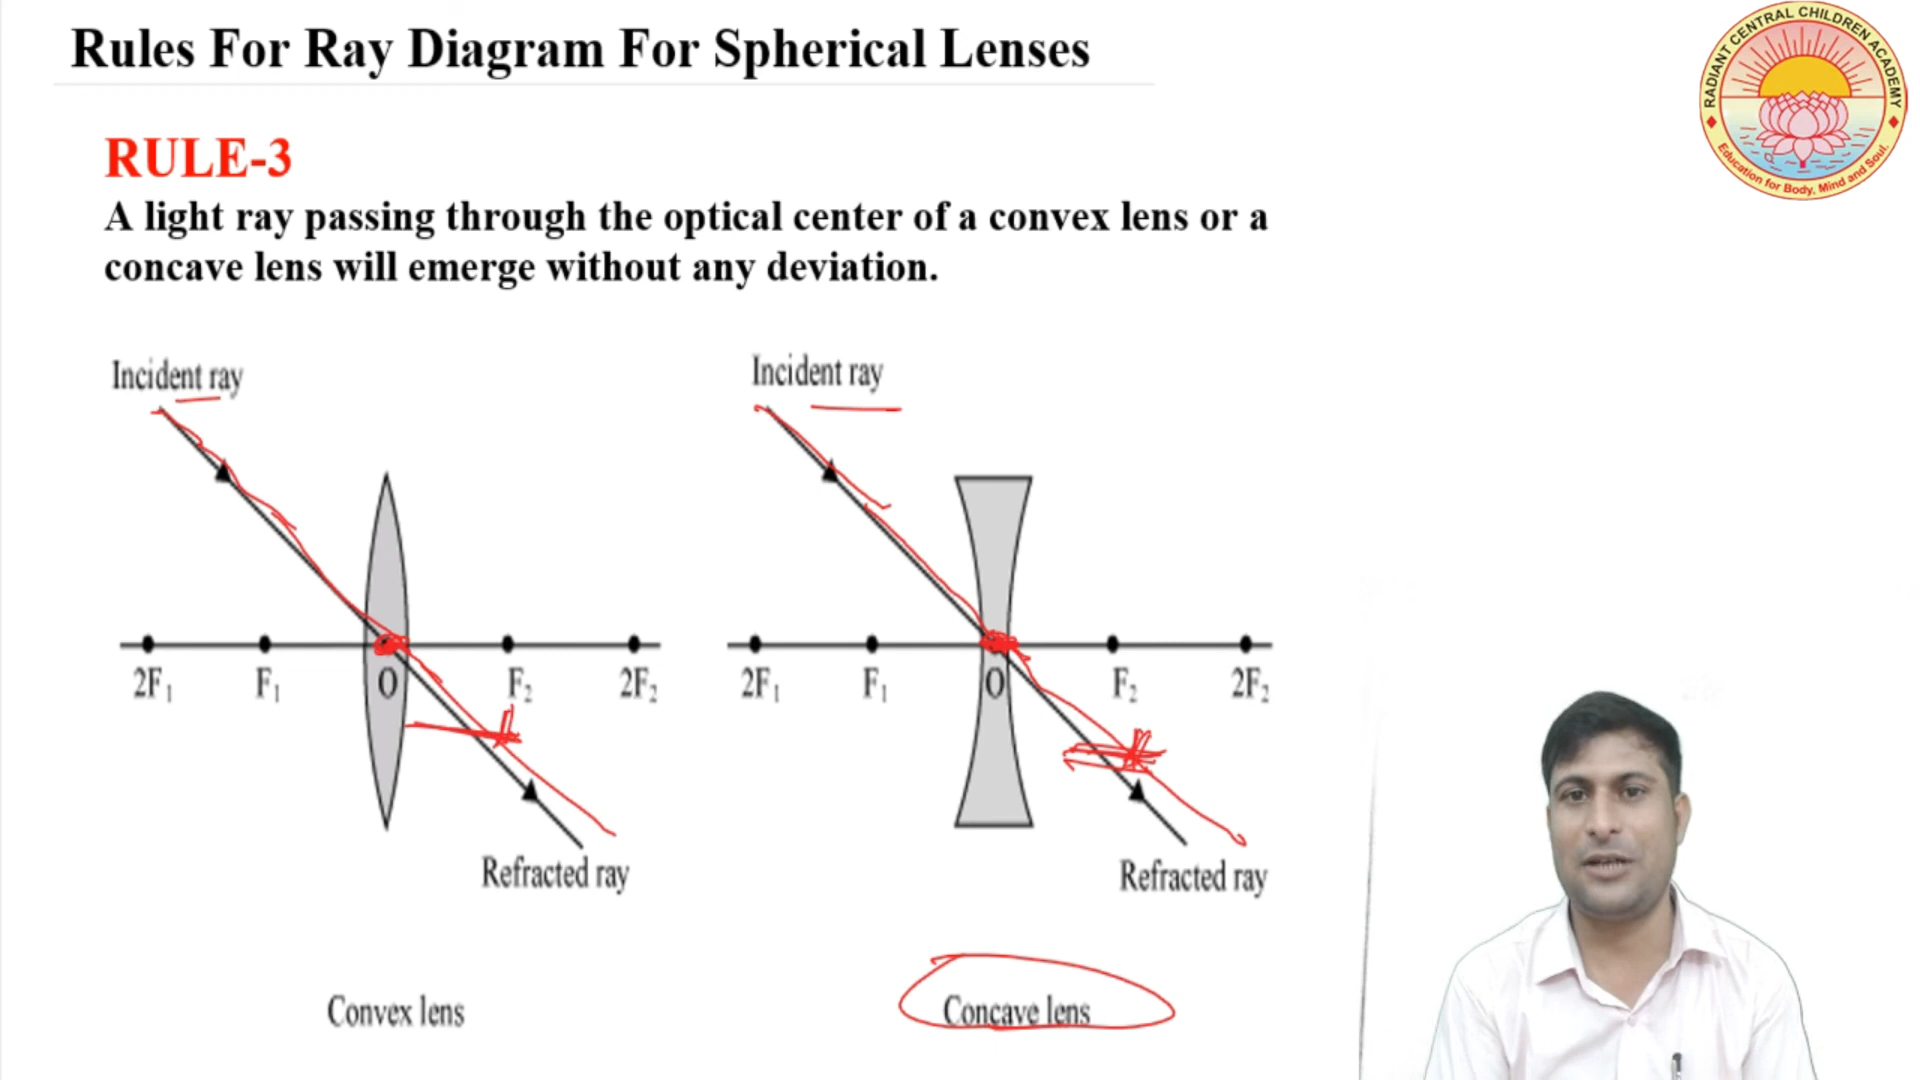 Rules For Ray Diagram For Spherical Lenses
RADIANT CENTRAL CHILDREN ACADEMY
Education for Body, Mind and Soul.
RULE-3
A light ray passing through the optical center of a convex lens or a
concave lens will emerge without any deviation.
Incident ray
2F₁ F₁ O F₂ 2F₂
Refracted ray
Convex lens
Incident ray
2F₁ F₁ O F₂ 2F₂
Refracted ray
Concave lens